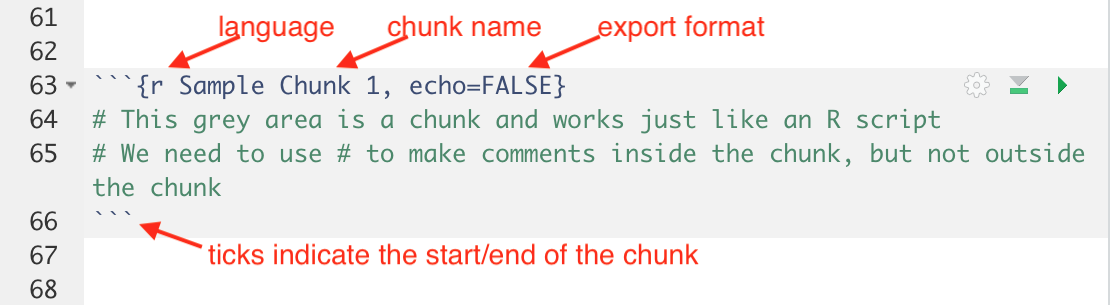 61
language chunk name export format
62
63 ```{r Sample Chunk 1, echo=FALSE}
64 # This grey area is a chunk and works just like an R script
65 # We need to use # to make comments inside the chunk, but not outside
the chunk
66 ```
67 ticks indicate the start/end of the chunk
68